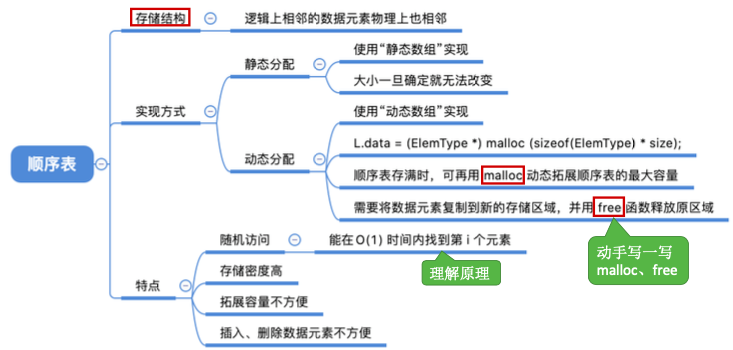 顺序表
存储结构
逻辑上相邻的数据元素物理上也相邻
实现方式
静态分配
使用“静态数组”实现
大小一旦确定就无法改变
动态分配
使用“动态数组”实现
L.data = (ElemType *) malloc (sizeof(ElemType) * size);
顺序表存满时，可再用 malloc 动态拓展顺序表的最大容量
需要将数据元素复制到新的存储区域，并用 free 函数释放原区域
动手写一写
malloc、free
特点
随机访问
能在 O(1) 时间内找到第 i 个元素
理解原理
存储密度高
拓展容量不方便
插入、删除数据元素不方便